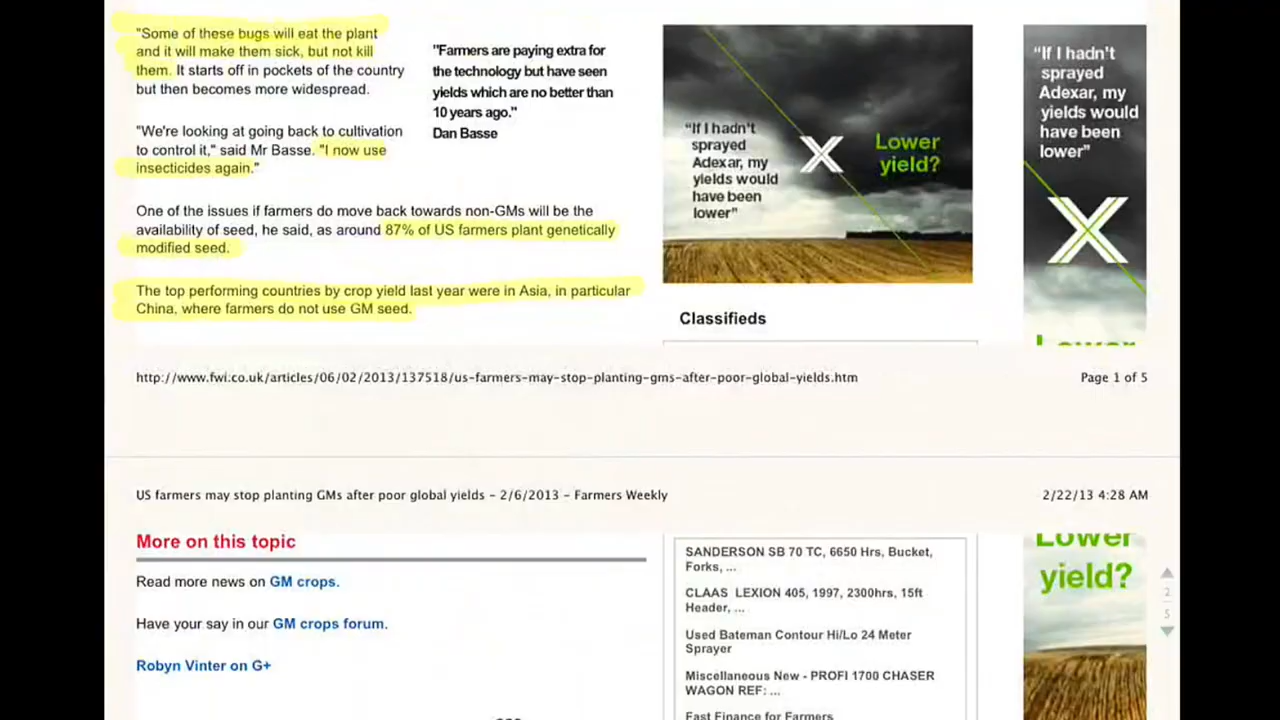 "Some of these bugs will eat the plant
and it will make them sick, but not kill
them. It starts off in pockets of the country
but then becomes more widespread.
"We're looking at going back to cultivation
to control it," said Mr Basse. "I now use
insecticides again."
"Farmers are paying extra for
the technology but have seen
yields which are no better than
10 years ago."
Dan Basse
One of the issues if farmers do move back towards non-GMs will be the
availability of seed, he said, as around 87% of US farmers plant genetically
modified seed.
The top performing countries by crop yield last year were in Asia, in particular
China, where farmers do not use GM seed.
"If I hadn't
sprayed
Adexar, my
yields would
have been
lower"
X
Lower
yield?
Classifieds
"If I hadn't
sprayed
Adexar, my
yields would
have been
lower"
X
Lower
http://www.fwi.co.uk/articles/06/02/2013/137518/us-farmers-may-stop-planting-gms-after-poor-global-yields.htm
Page 1 of 5
US farmers may stop planting GMs after poor global yields - 2/6/2013 - Farmers Weekly
2/22/13 4:28 AM
More on this topic
Read more news on GM crops.
Have your say in our GM crops forum.
Robyn Vinter on G+
SANDERSON SB 70 TC, 6650 Hrs, Bucket,
Forks, ...
CLAAS LEXION 405, 1997, 2300hrs, 15ft
Header, ...
Used Bateman Contour Hi/Lo 24 Meter
Sprayer
Miscellaneous New - PROFI 1700 CHASER
WAGON REF: ...
Fast Finance for Farmers
Lower
yield?
2
5